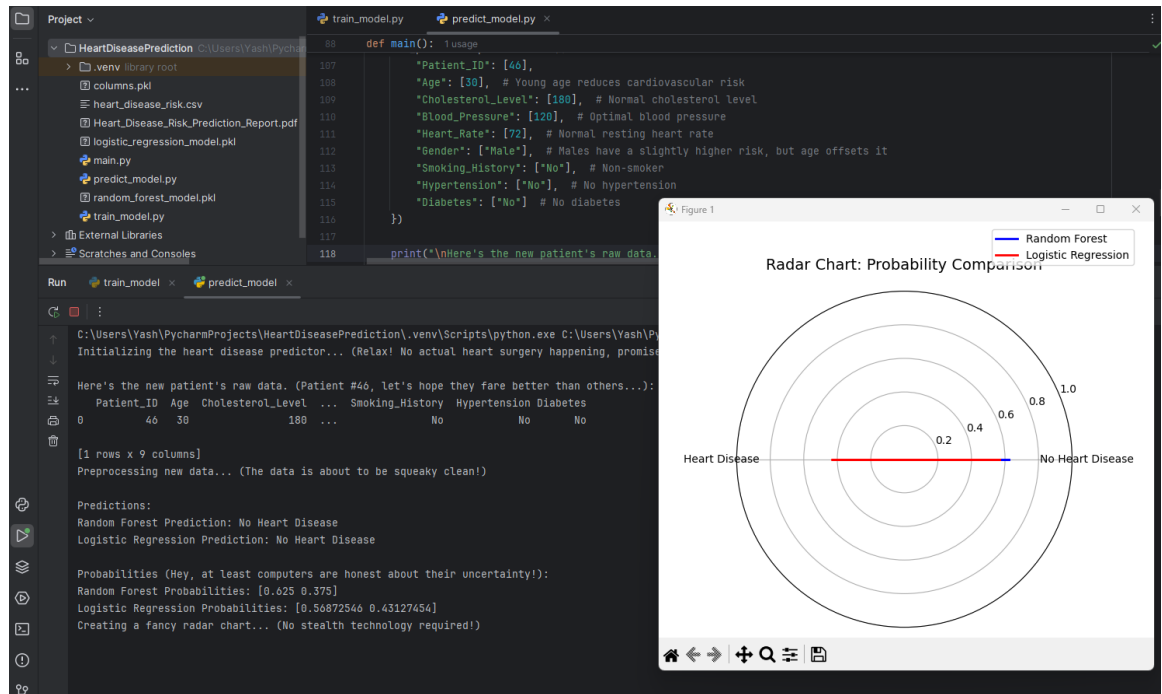 Project
HeartDiseasePrediction C:\Users\Yash\Pychar
.venv library root
columns.pkl
heart_disease_risk.csv
Heart_Disease_Risk_Prediction_Report.pdf
logistic_regression_model.pkl
main.py
predict_model.py
random_forest_model.pkl
train_model.py
External Libraries
Scratches and Consoles
train_model.py
predict_model.py
88 def main(): 1 usage
107 "Patient_ID": [46],
108 "Age": [30], # Young age reduces cardiovascular risk
109 "Cholesterol_Level": [180], # Normal cholesterol level
110 "Blood_Pressure": [120], # Optimal blood pressure
111 "Heart_Rate": [72], # Normal resting heart rate
112 "Gender": ["Male"], # Males have a slightly higher risk, but age offsets it
113 "Smoking_History": ["No"], # Non-smoker
114 "Hypertension": ["No"], # No hypertension
115 "Diabetes": ["No"] # No diabetes
116 })
117
118 print("\nHere's the new patient's raw data.
Run train_model predict_model
C:\Users\Yash\PycharmProjects\HeartDiseasePrediction\.venv\Scripts\python.exe C:\Users\Yash\Py
Initializing the heart disease predictor... (Relax! No actual heart surgery happening, promise
Here's the new patient's raw data. (Patient #46, let's hope they fare better than others...):
Patient_ID Age Cholesterol_Level ... Smoking_History Hypertension Diabetes
0 46 30 180 ... No No No
[1 rows x 9 columns]
Preprocessing new data... (The data is about to be squeaky clean!)
Predictions:
Random Forest Prediction: No Heart Disease
Logistic Regression Prediction: No Heart Disease
Probabilities (Hey, at least computers are honest about their uncertainty!):
Random Forest Probabilities: [0.625 0.375]
Logistic Regression Probabilities: [0.56872546 0.43127454]
Creating a fancy radar chart... (No stealth technology required!)
Figure 1
Random Forest
Logistic Regression
Radar Chart: Probability Comparison
1.0
0.8
0.6
0.4
0.2
Heart Disease
No Heart Disease